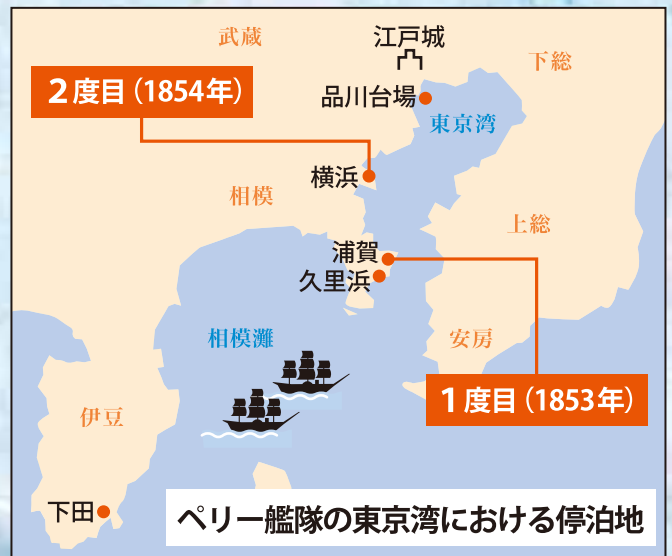 武蔵
江戸城
下総
2度目（1854年）
品川台場
東京湾
横浜
相模
上総
浦賀
久里浜
相模灘
安房
1度目（1853年）
伊豆
下田
ペリー艦隊の東京湾における停泊地